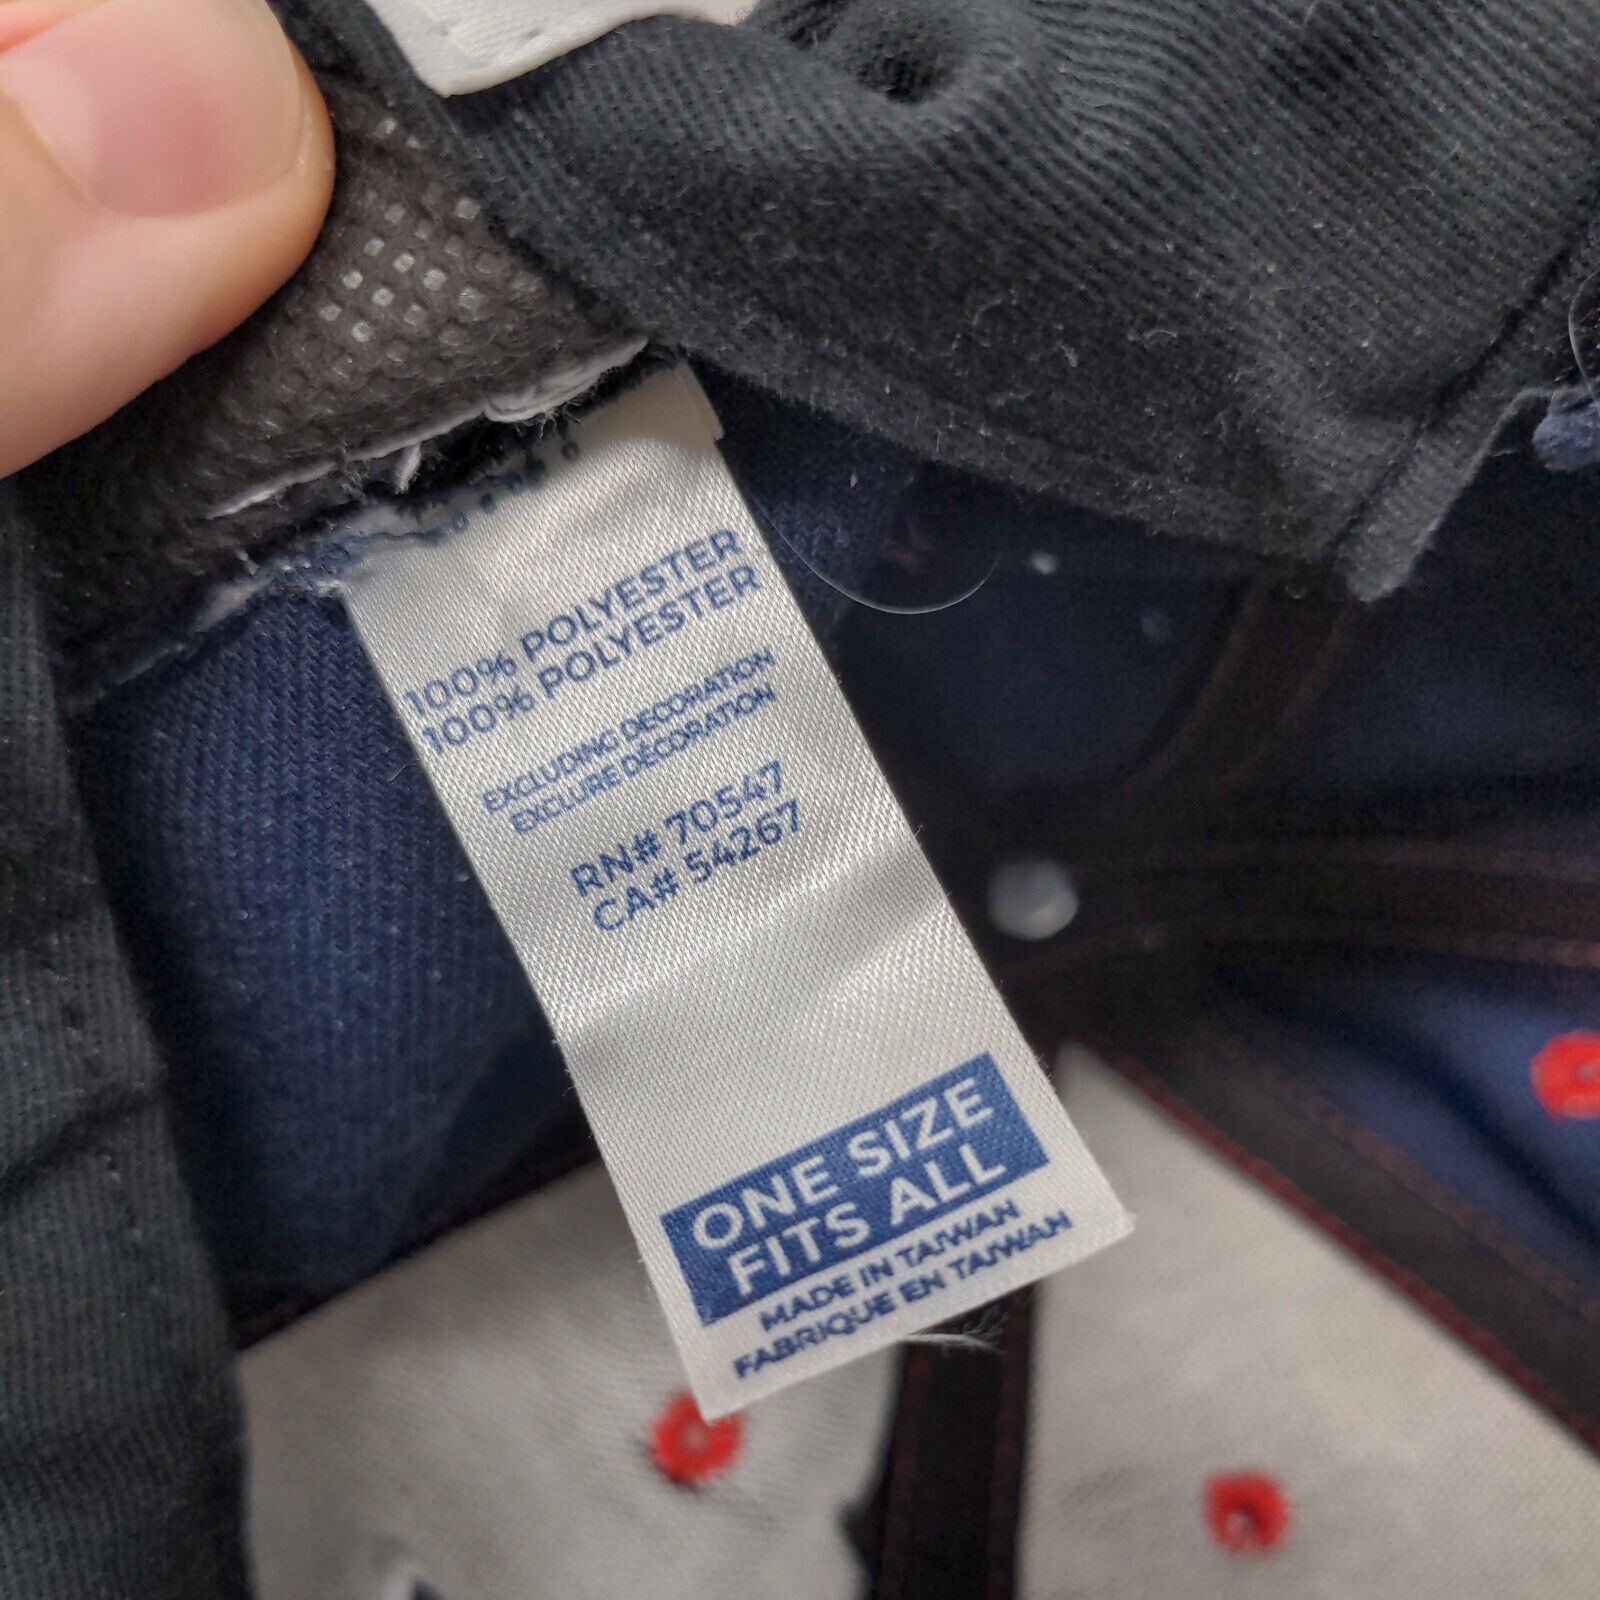 100% POLYESTER
100% POLYESTER
EXCLUDING DECORATION
EXCLURE DÉCORATION
RN# 70547
CA# 54267
ONE SIZE
FITS ALL
MADE IN TAIWAN
FABRIQUE EN TAIWAN